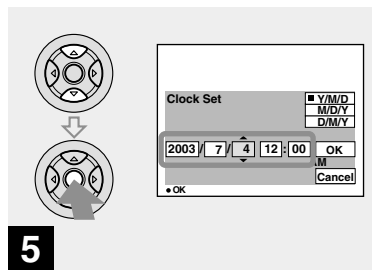 Clock Set
Y/M/D
M/D/Y
D/M/Y
2003 / 7 / 4 12 : 00 OK
AM
Cancel
• OK
5